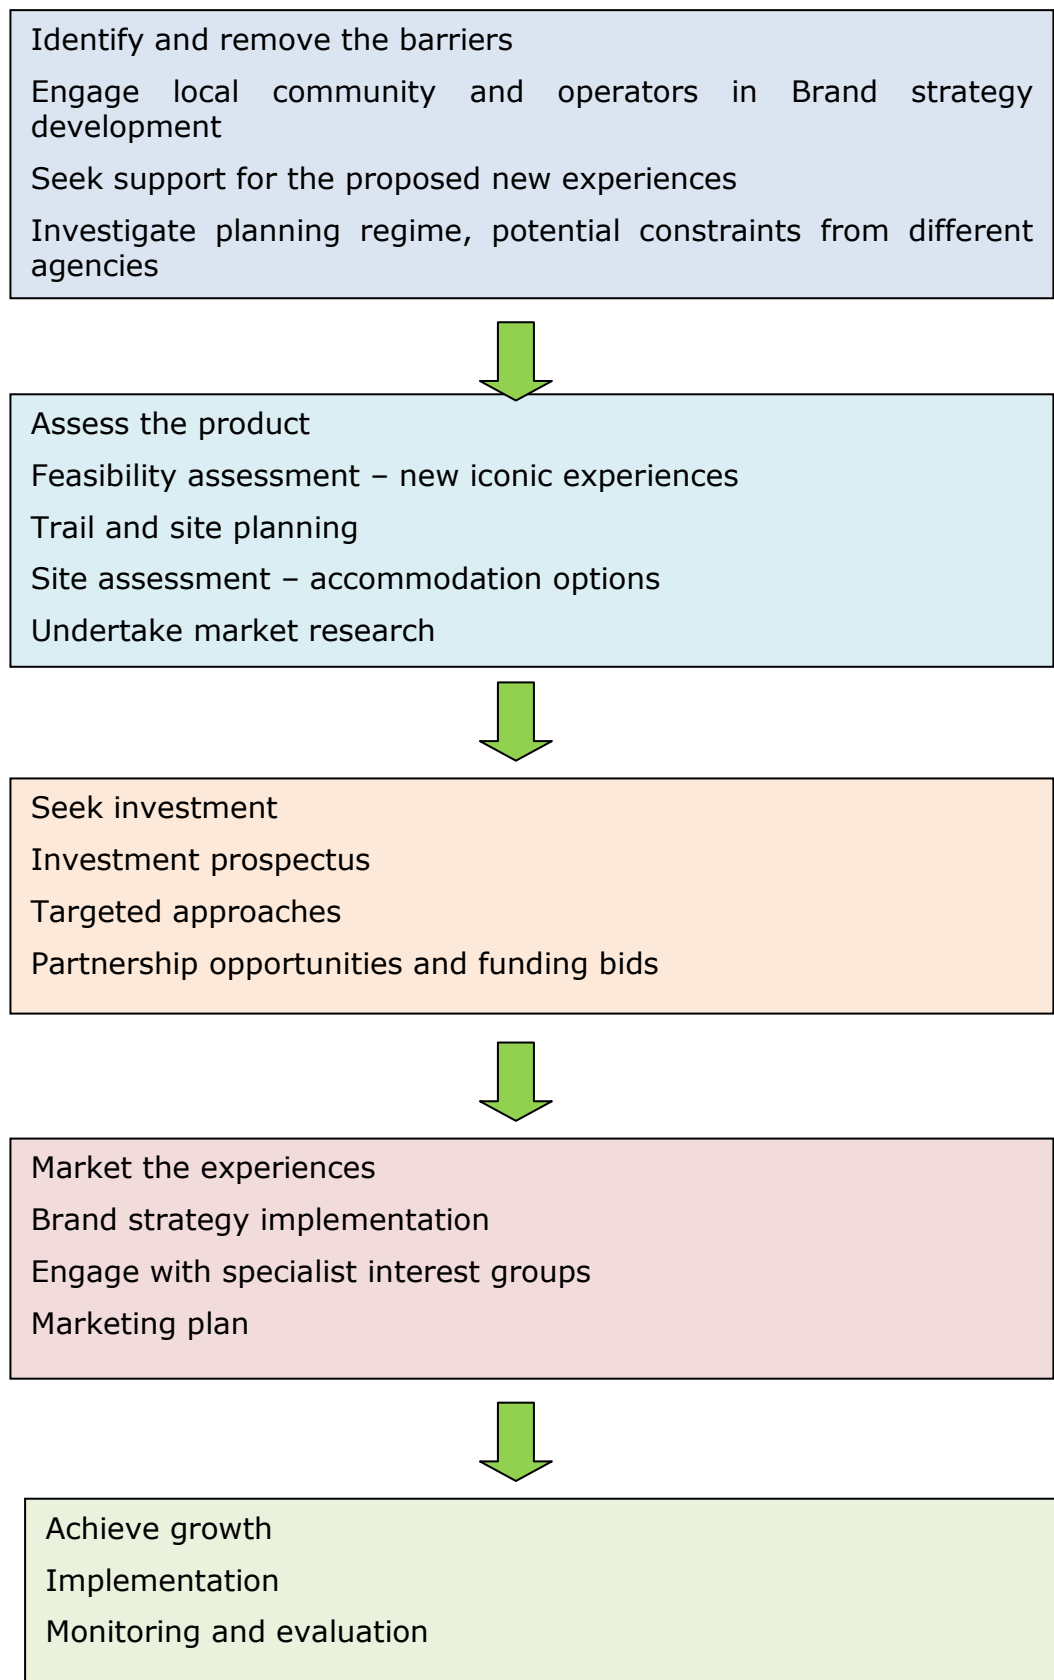 Identify and remove the barriers
Engage local community and operators in Brand strategy
development
Seek support for the proposed new experiences
Investigate planning regime, potential constraints from different
agencies
Assess the product
Feasibility assessment – new iconic experiences
Trail and site planning
Site assessment – accommodation options
Undertake market research
Seek investment
Investment prospectus
Targeted approaches
Partnership opportunities and funding bids
Market the experiences
Brand strategy implementation
Engage with specialist interest groups
Marketing plan
Achieve growth
Implementation
Monitoring and evaluation